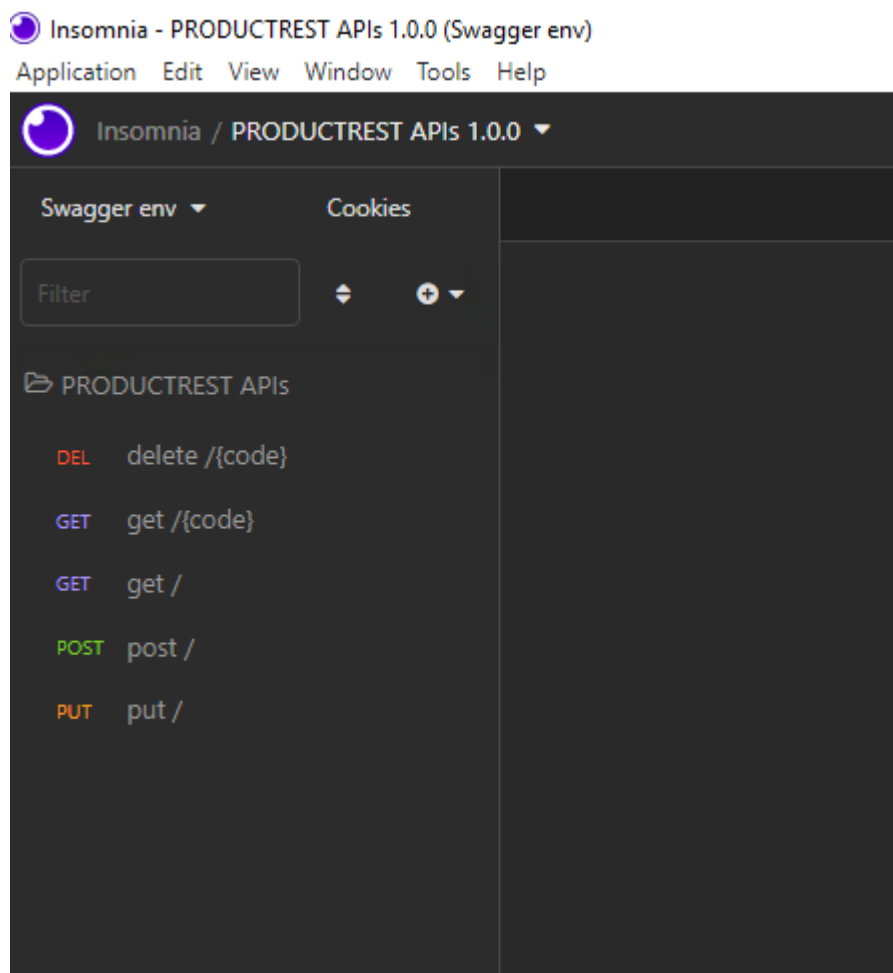 Insomnia - PRODUCTREST APIs 1.0.0 (Swagger env)
Application Edit View Window Tools Help
Insomnia / PRODUCTREST APIs 1.0.0
Swagger env Cookies
Filter
PRODUCTREST APIs
DEL delete /{code}
GET get /{code}
GET get /
POST post /
PUT put /